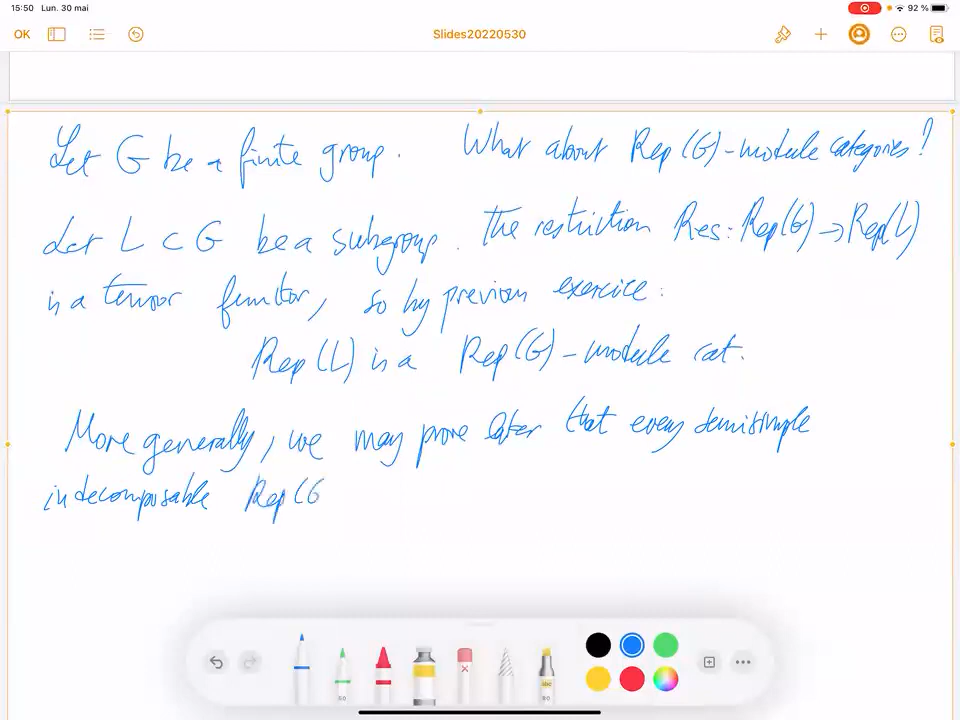 15:50 Lun. 30 mai 92 %
OK Slides20220530
Let G be a finite group. What about Rep(G)-module categories?
Let L ⊂ G be a subgroup. The restriction Res: Rep(G) → Rep(L)
is a tensor functor, so by previous exercice:
Rep(L) is a Rep(G)-module cat.
More generally, we may prove later that every semisimple
indecomposable Rep(G